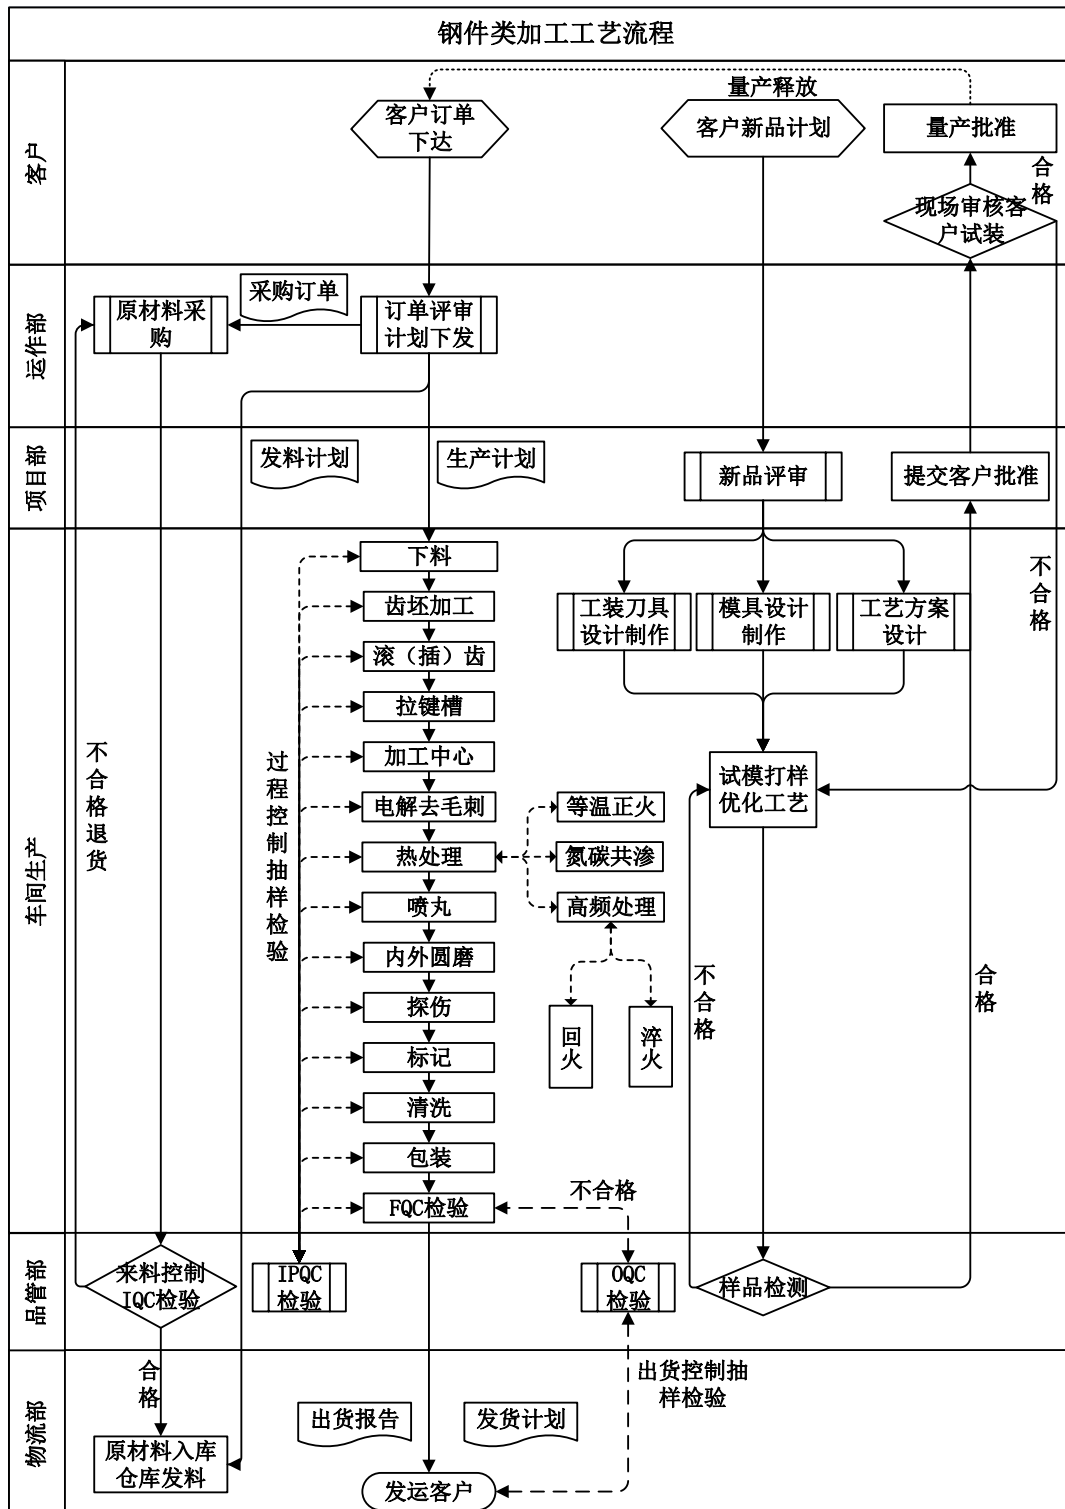 钢件类加工工艺流程
客户
客户订单
下达
量产释放
客户新品计划
量产批准
合格
现场审核客
户试装
运作部
采购订单
原材料采
购
订单评审
计划下发
项目部
发料计划
生产计划
新品评审
提交客户批准
车间生产
下料
齿坯加工
滚（插）齿
拉键槽
加工中心
电解去毛刺
热处理
喷丸
内外圆磨
探伤
标记
清洗
包装
FQC检验
不合格退货
过程控制抽样检验
等温正火
氮碳共渗
高频处理
回火
淬火
工装刀具
设计制作
模具设计
制作
工艺方案
设计
不合格
试模打样
优化工艺
不合格
合格
不合格
品管部
来料控制
IQC检验
IPQC
检验
OQC
检验
样品检测
物流部
合格
出货控制抽
样检验
出货报告
发货计划
原材料入库
仓库发料
发运客户